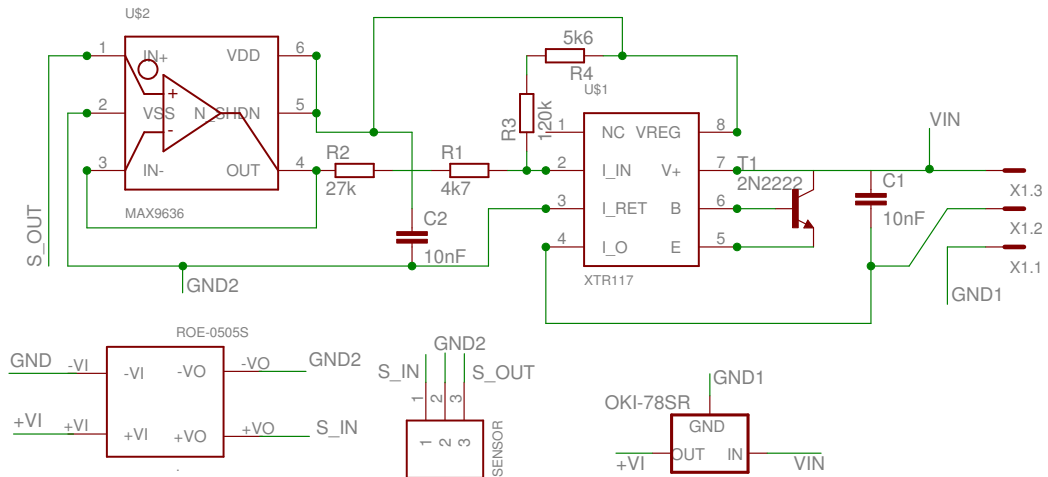 U$2
1 IN+ VDD 6
2 VSS N_SHDN 5
3 IN- OUT 4
+
-
MAX9636
S_OUT
GND2
R2
27k
R1
4k7
C2
10nF
5k6
R4
R3
120k
U$1
1 NC VREG 8
2 I_IN V+ 7
3 I_RET B 6
4 I_O E 5
XTR117
T1
2N2222
VIN
C1
10nF
X1.3
X1.2
X1.1
GND1
ROE-0505S
GND -VI -VI -VO -VO GND2
+VI +VI +VI +VO +VO S_IN
S_IN GND2 S_OUT
1 2 3
1 2 3
SENSOR
GND1
OKI-78SR
GND
+VI OUT IN VIN